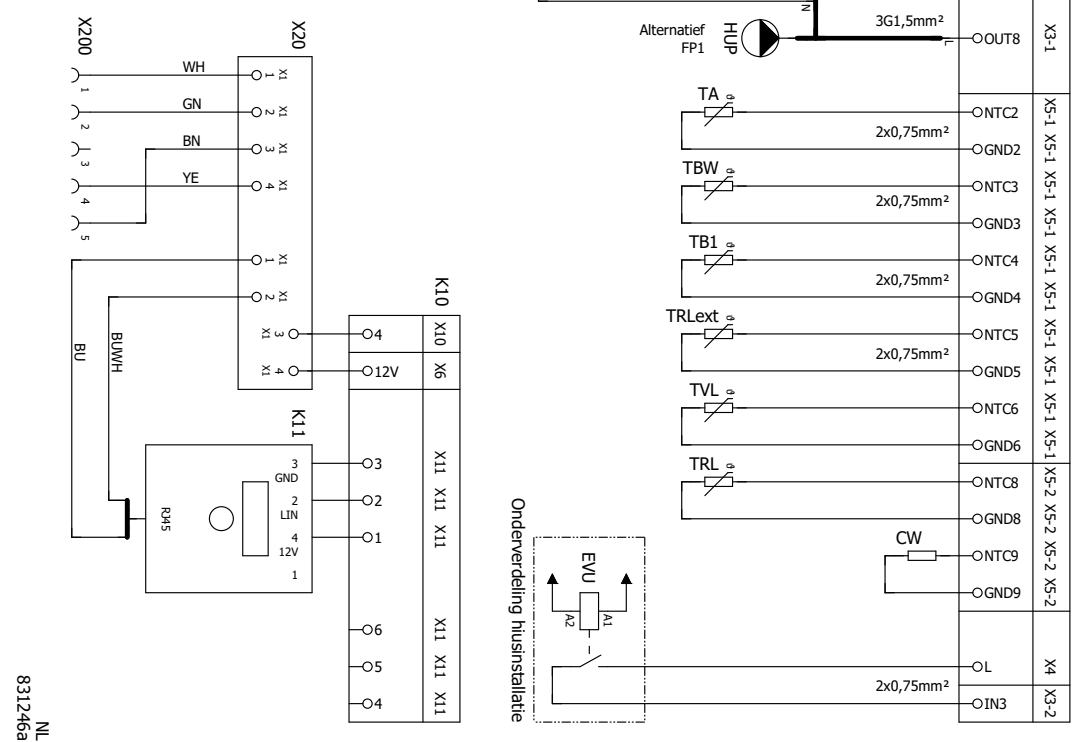 N
Alternatief
FP1
HUP
3G1,5mm²
L
OUT8
X3-1
TA
ϑ
2x0,75mm²
NTC2
X5-1
GND2
X5-1
TBW
ϑ
2x0,75mm²
NTC3
X5-1
GND3
X5-1
TB1
ϑ
2x0,75mm²
NTC4
X5-1
GND4
X5-1
TRLext
ϑ
2x0,75mm²
NTC5
X5-1
GND5
X5-1
TVL
ϑ
NTC6
X5-1
GND6
X5-1
TRL
ϑ
NTC8
X5-2
GND8
X5-2
CW
NTC9
X5-2
GND9
X5-2
EVU
A1
A2
Onderverdeling hiusinstallatie
2x0,75mm²
L
X4
IN3
X3-2
X200
X20
WH
1
1
X1
GN
2
2
X1
BN
3
3
X1
YE
4
4
X1
5
1
X1
2
X1
BU
BUWH
X1
3
X1
4
K10
4
X10
12V
X6
K11
RJ45
3
GND
2
LIN
4
12V
1
3
X11
2
X11
1
X11
6
X11
5
X11
4
X11
NL
831246a